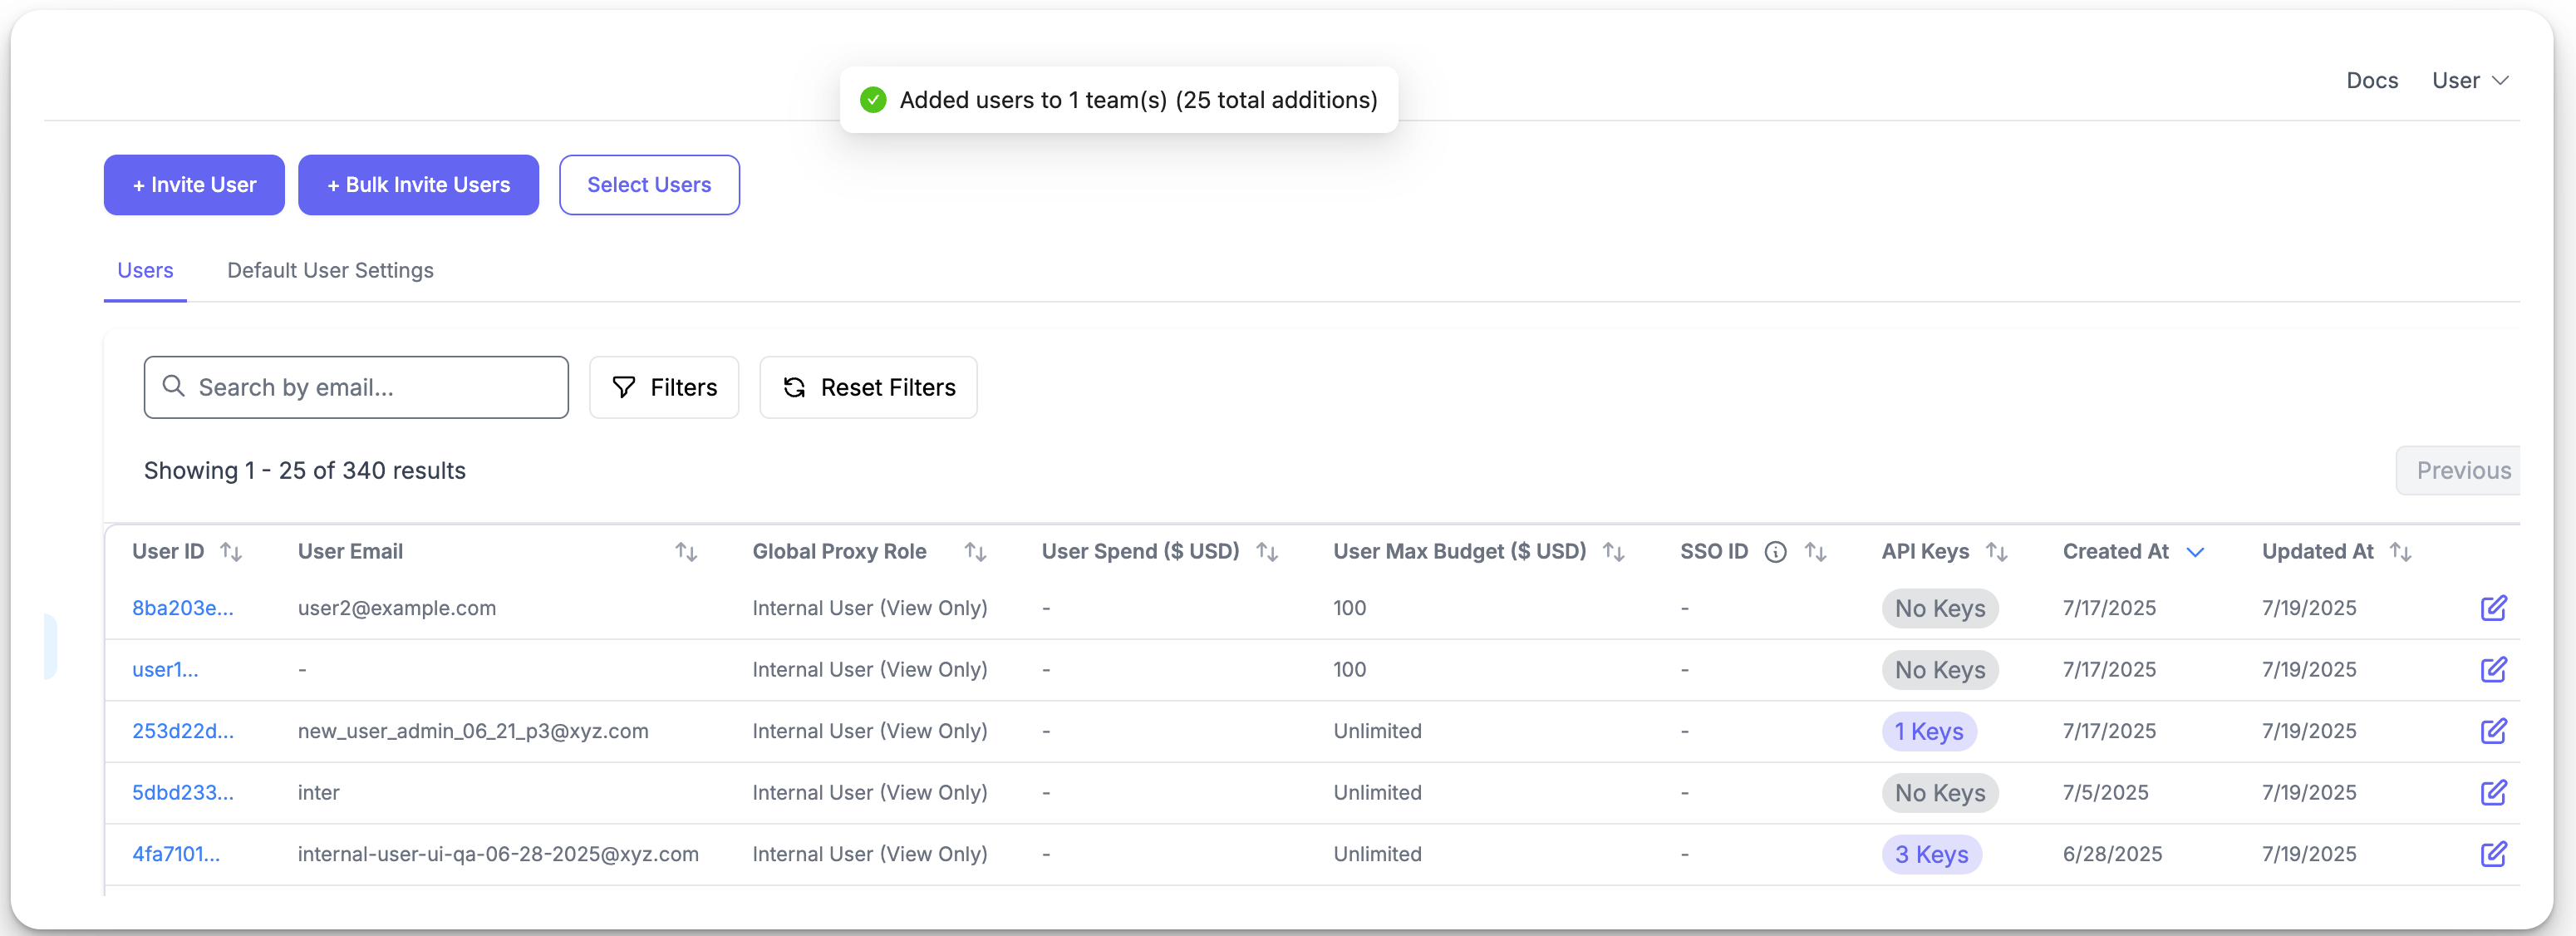 Docs User
Added users to 1 team(s) (25 total additions)
+ Invite User + Bulk Invite Users Select Users
Users Default User Settings
Search by email... Filters Reset Filters
Showing 1 - 25 of 340 results Previous
User ID User Email Global Proxy Role User Spend ($ USD) User Max Budget ($ USD) SSO ID API Keys Created At Updated At
8ba203e... user2@example.com Internal User (View Only) - 100 - No Keys 7/17/2025 7/19/2025
user1... - Internal User (View Only) - 100 - No Keys 7/17/2025 7/19/2025
253d22d... new_user_admin_06_21_p3@xyz.com Internal User (View Only) - Unlimited - 1 Keys 7/17/2025 7/19/2025
5dbd233... inter Internal User (View Only) - Unlimited - No Keys 7/5/2025 7/19/2025
4fa7101... internal-user-ui-qa-06-28-2025@xyz.com Internal User (View Only) - Unlimited - 3 Keys 6/28/2025 7/19/2025